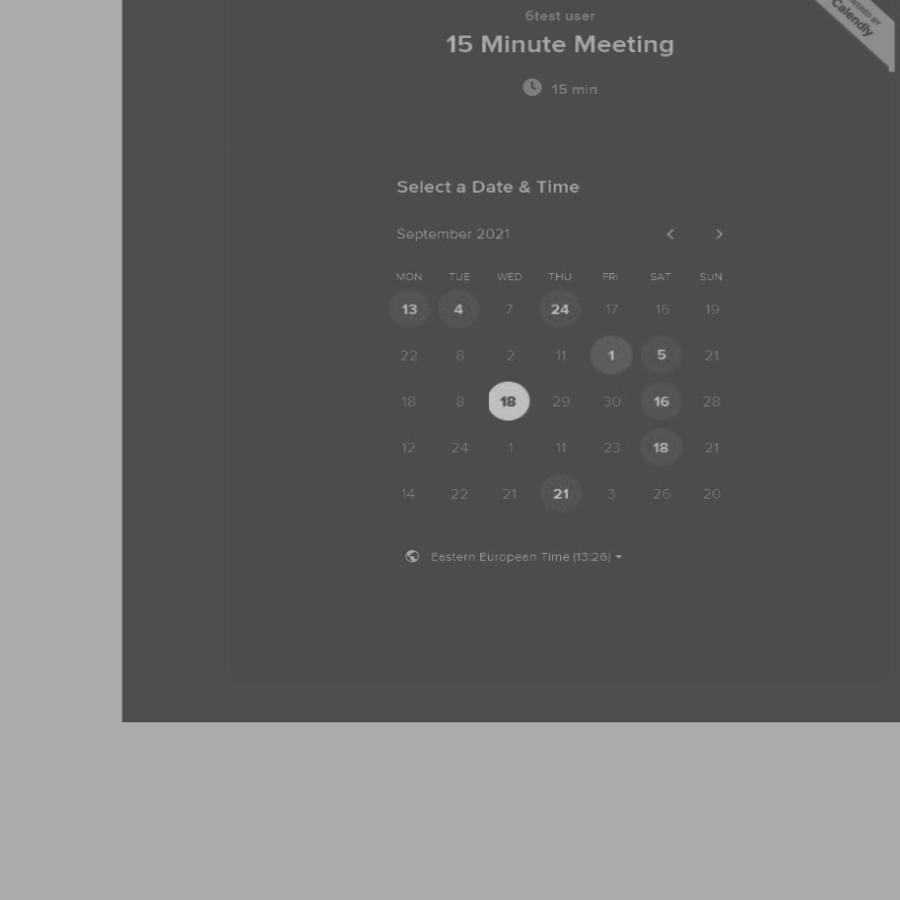 6test user
POWERED BY
Calendly
15 Minute Meeting
15 min
Select a Date & Time
September 2021
MON TUE WED THU FRI SAT SUN
13 4 7 24 17 16 19
22 8 2 11 1 5 21
18 8 18 29 30 16 28
12 24 1 11 23 18 21
14 22 21 21 3 26 20
Eastern European Time (13:26)